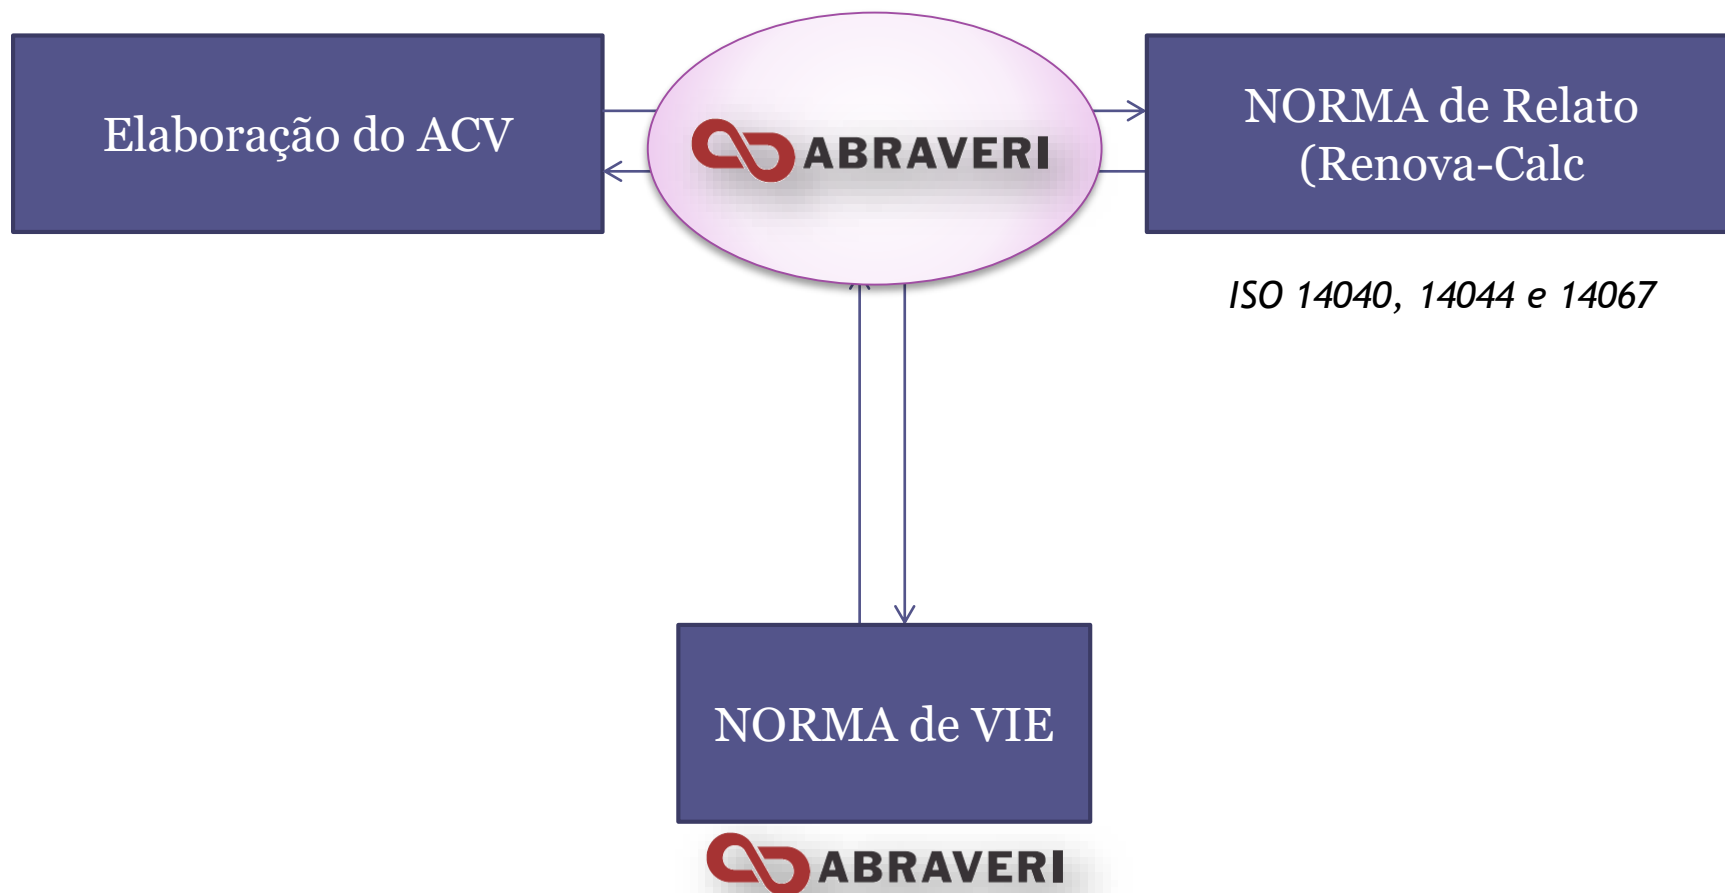 Elaboração do ACV
ABRAVERI
NORMA de Relato
(Renova-Calc
ISO 14040, 14044 e 14067
NORMA de VIE
ABRAVERI